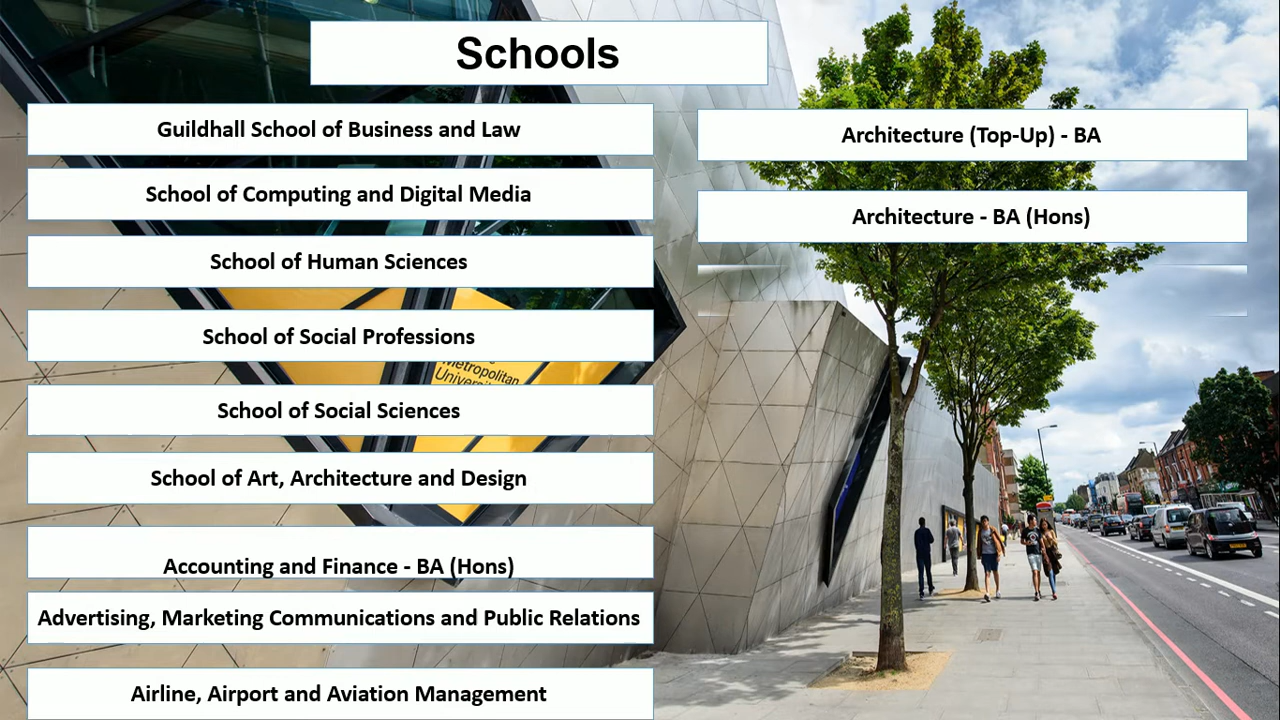 Schools
Guildhall School of Business and Law
School of Computing and Digital Media
School of Human Sciences
School of Social Professions
School of Social Sciences
School of Art, Architecture and Design
Accounting and Finance - BA (Hons)
Advertising, Marketing Communications and Public Relations
Airline, Airport and Aviation Management
Architecture (Top-Up) - BA
Architecture - BA (Hons)
Metropolitan